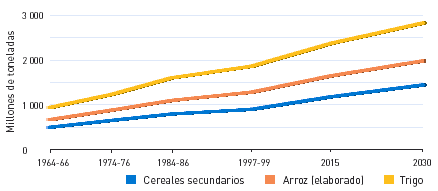 Millones de toneladas
3 000
2 000
1 000
0
1964-66
1974-76
1984-86
1997-99
2015
2030
Cereales secundarios
Arroz (elaborado)
Trigo